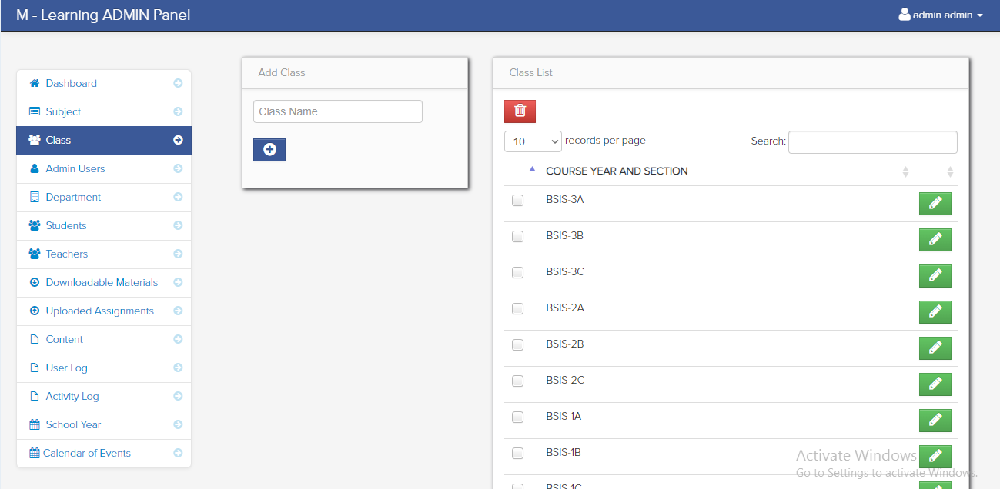 M - Learning ADMIN Panel
admin admin
Dashboard
Subject
Class
Admin Users
Department
Students
Teachers
Downloadable Materials
Uploaded Assignments
Content
User Log
Activity Log
School Year
Calendar of Events
Add Class
Class Name
Class List
10 records per page
Search:
COURSE YEAR AND SECTION
BSIS-3A
BSIS-3B
BSIS-3C
BSIS-2A
BSIS-2B
BSIS-2C
BSIS-1A
BSIS-1B
BSIS-1C
Activate Windows
Go to Settings to activate Windows.